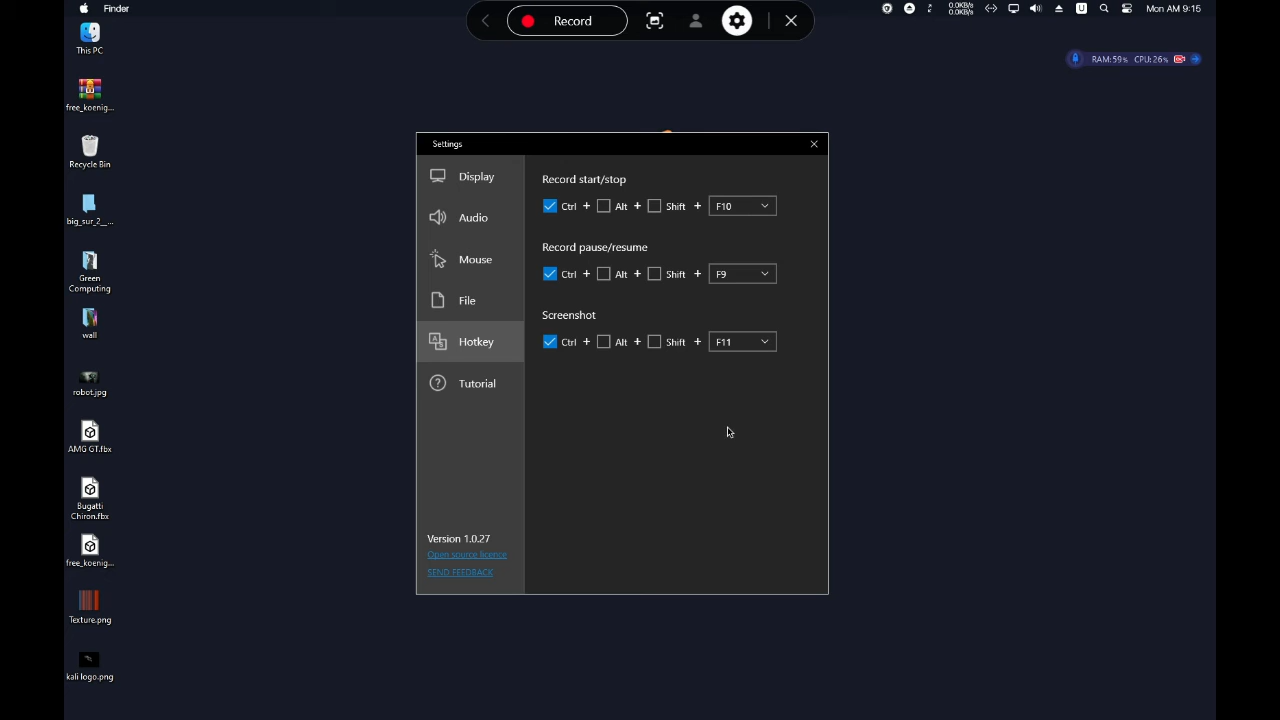 Finder
0.0KB/s
0.0KB/s
U
Mon AM 9:15
Record
This PC
RAM:59% CPU:26%
free_koenig...
Recycle Bin
big_sur_2__...
Green
Computing
wall
robot.jpg
AMG GT.fbx
Bugatti
Chiron.fbx
free_koenig...
Texture.png
kali logo.png
Settings
Display
Audio
Mouse
File
Hotkey
Tutorial
Version 1.0.27
Open source licence
SEND FEEDBACK
Record start/stop
Ctrl + Alt + Shift + F10
Record pause/resume
Ctrl + Alt + Shift + F9
Screenshot
Ctrl + Alt + Shift + F11